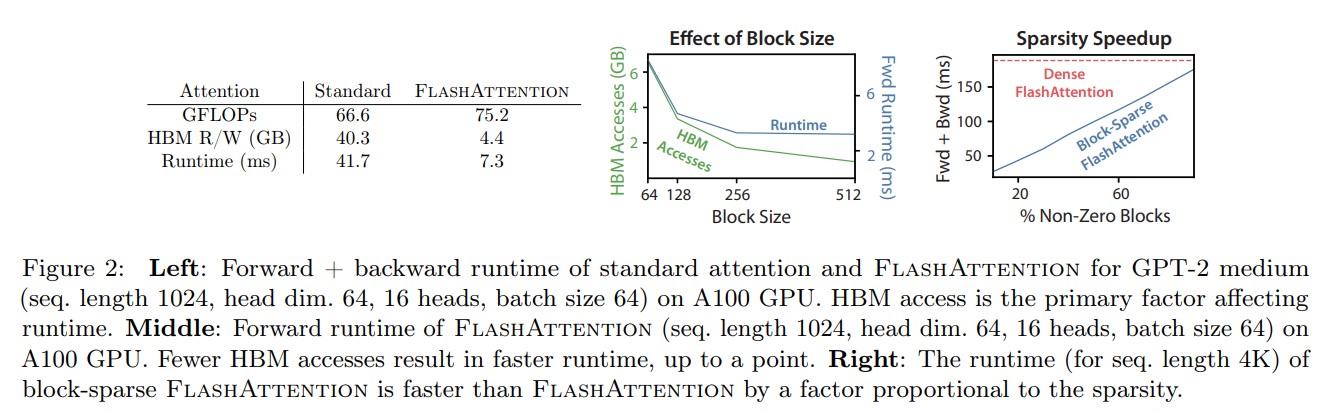 Attention Standard FLASHATTENTION
GFLOPs 66.6 75.2
HBM R/W (GB) 40.3 4.4
Runtime (ms) 41.7 7.3
Effect of Block Size
HBM Accesses (GB)
6
4
2
Runtime
HBM
Accesses
6
2
Fwd Runtime (ms)
64 128 256 512
Block Size
Sparsity Speedup
Fwd + Bwd (ms)
150
100
50
Dense
FlashAttention
Block-Sparse
FlashAttention
20 60
% Non-Zero Blocks
Figure 2: Left: Forward + backward runtime of standard attention and FLASHATTENTION for GPT-2 medium
(seq. length 1024, head dim. 64, 16 heads, batch size 64) on A100 GPU. HBM access is the primary factor affecting
runtime. Middle: Forward runtime of FLASHATTENTION (seq. length 1024, head dim. 64, 16 heads, batch size 64) on
A100 GPU. Fewer HBM accesses result in faster runtime, up to a point. Right: The runtime (for seq. length 4K) of
block-sparse FLASHATTENTION is faster than FLASHATTENTION by a factor proportional to the sparsity.